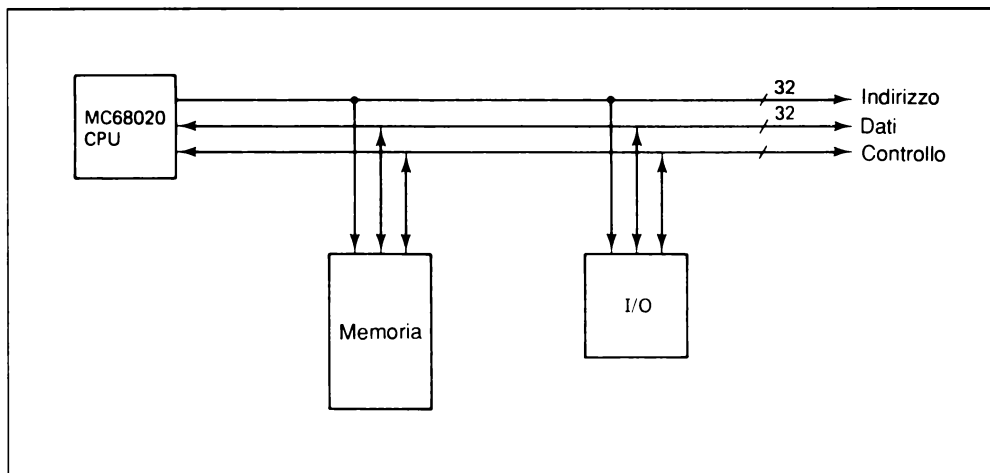 MC68020
CPU
32
Indirizzo
32
Dati
Controllo
Memoria
I/O